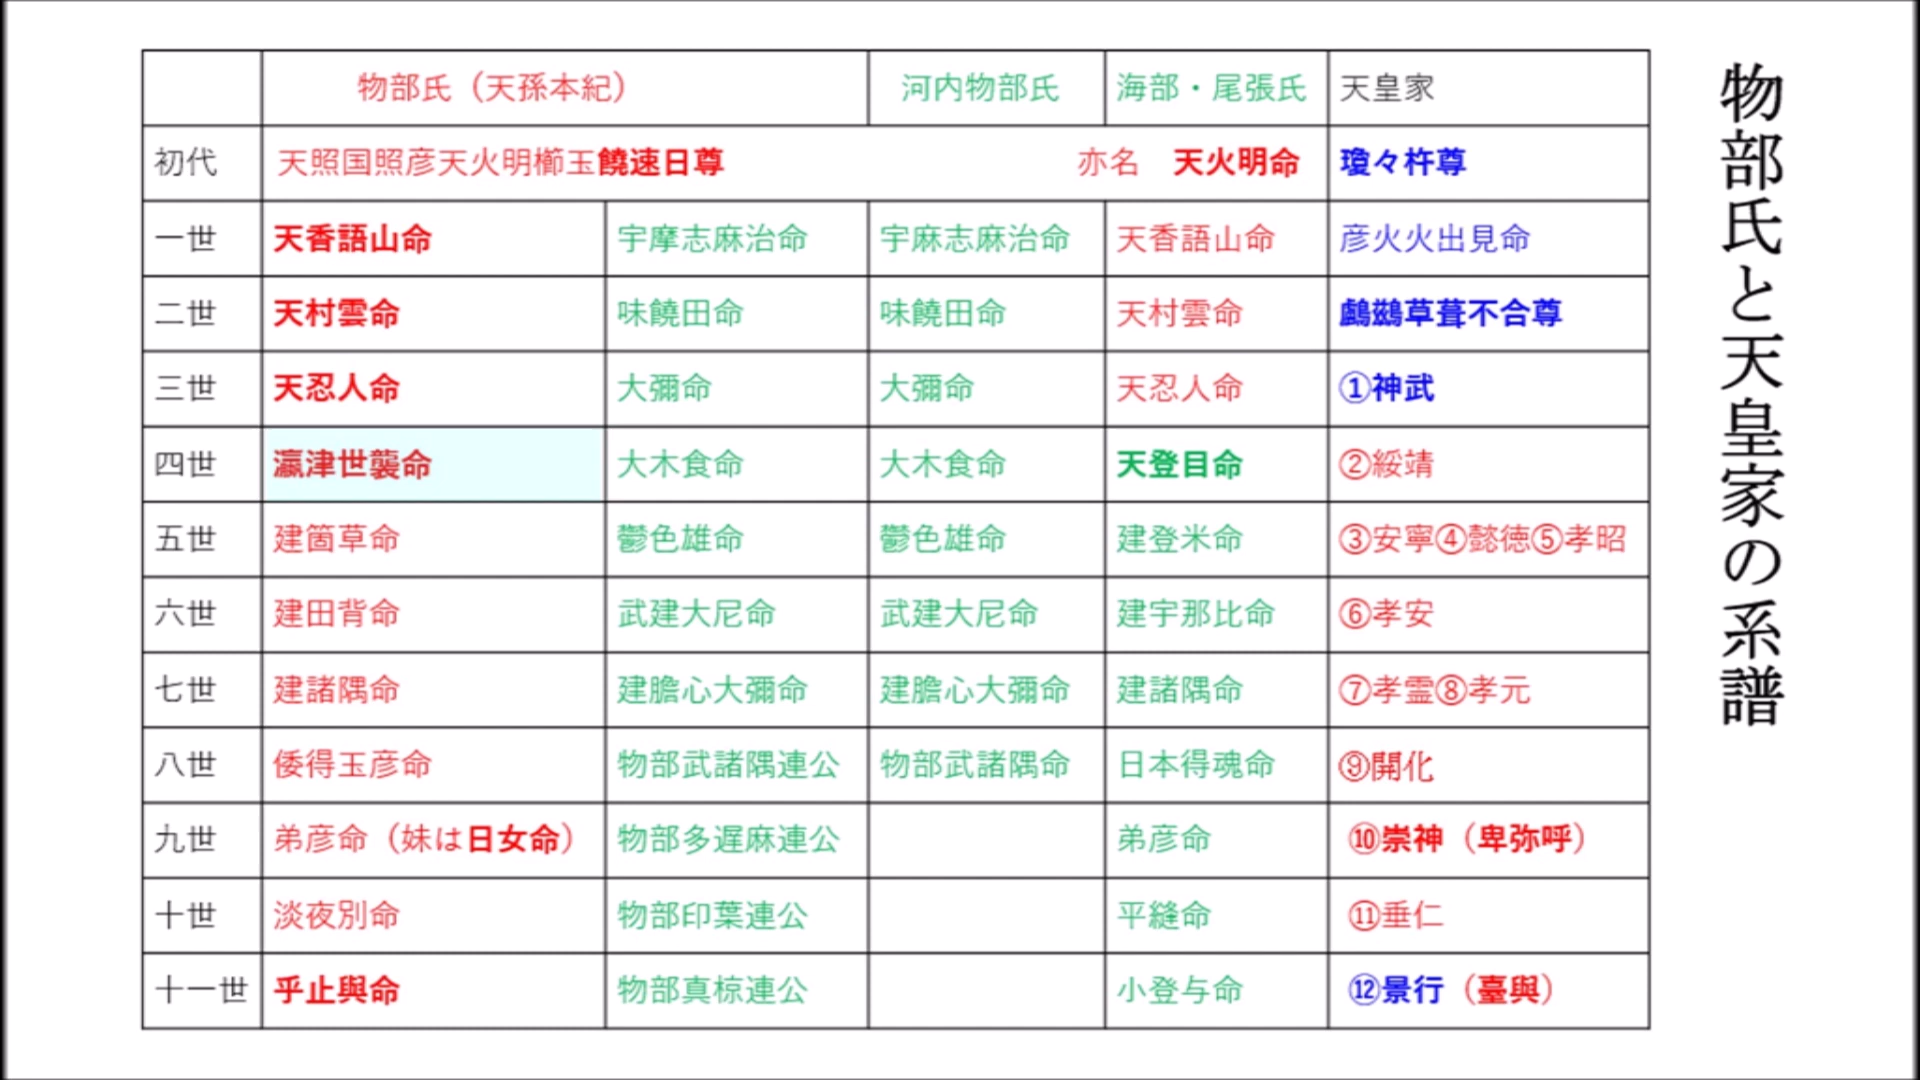 物部氏と天皇家の系譜
物部氏（天孫本紀） 河内物部氏 海部・尾張氏 天皇家
初代 天照国照彦天火明櫛玉饒速日尊 亦名 天火明命 瓊々杵尊
一世 天香語山命 宇摩志麻治命 宇麻志麻治命 天香語山命 彦火火出見命
二世 天村雲命 味饒田命 味饒田命 天村雲命 鸕鷀草葺不合尊
三世 天忍人命 大彌命 大彌命 天忍人命 ①神武
四世 瀛津世襲命 大木食命 大木食命 天登目命 ②綏靖
五世 建箇草命 鬱色雄命 鬱色雄命 建登米命 ③安寧④懿徳⑤孝昭
六世 建田背命 武建大尼命 武建大尼命 建宇那比命 ⑥孝安
七世 建諸隅命 建膽心大彌命 建膽心大彌命 建諸隅命 ⑦孝霊⑧孝元
八世 倭得玉彦命 物部武諸隅連公 物部武諸隅命 日本得魂命 ⑨開化
九世 弟彦命（妹は日女命） 物部多遅麻連公 弟彦命 ⑩崇神（卑弥呼）
十世 淡夜別命 物部印葉連公 平縫命 ⑪垂仁
十一世 乎止與命 物部真椋連公 小登与命 ⑫景行（臺與）